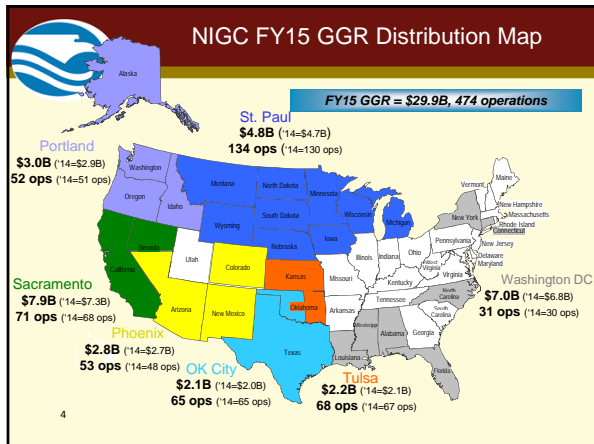 NIGC FY15 GGR Distribution Map
Alaska
FY15 GGR = $29.9B, 474 operations
St. Paul
$4.8B ('14=$4.7B)
134 ops ('14=130 ops)
Portland
$3.0B ('14=$2.9B)
52 ops ('14=51 ops)
Washington
Oregon
Idaho
Montana
North Dakota
Minnesota
Wyoming
South Dakota
Wisconsin
Michigan
Nebraska
Iowa
Vermont
Maine
New Hampshire
Massachusetts
New York
Rhode Island
Connecticut
Pennsylvania
New Jersey
Delaware
Maryland
Nevada
California
Utah
Colorado
Kansas
Missouri
Illinois
Indiana
Ohio
West
Virginia
Virginia
Kentucky
Washington DC
$7.0B ('14=$6.8B)
31 ops ('14=30 ops)
Sacramento
$7.9B ('14=$7.3B)
71 ops ('14=68 ops)
Arizona
New Mexico
Oklahoma
Arkansas
Tennessee
North
Carolina
South
Carolina
Texas
Louisiana
Mississippi
Alabama
Georgia
Florida
Phoenix
$2.8B ('14=$2.7B)
53 ops ('14=48 ops)
OK City
$2.1B ('14=$2.0B)
65 ops ('14=65 ops)
Tulsa
$2.2B ('14=$2.1B)
68 ops ('14=67 ops)
4